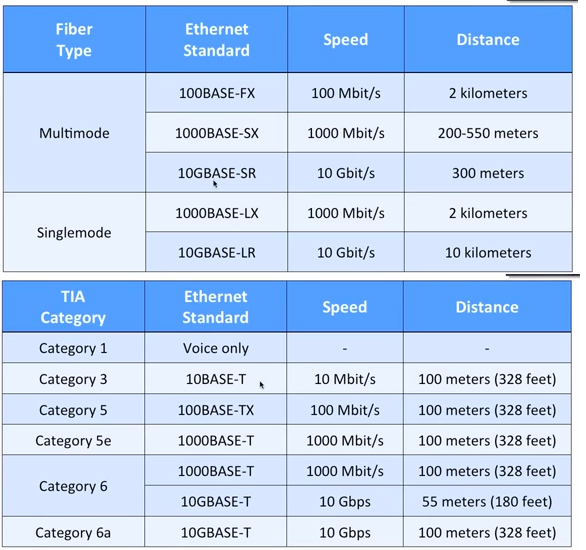 Fiber Type Ethernet Standard Speed Distance
Multimode 100BASE-FX 100 Mbit/s 2 kilometers
1000BASE-SX 1000 Mbit/s 200-550 meters
10GBASE-SR 10 Gbit/s 300 meters
Singlemode 1000BASE-LX 1000 Mbit/s 2 kilometers
10GBASE-LR 10 Gbit/s 10 kilometers
TIA Category Ethernet Standard Speed Distance
Category 1 Voice only - -
Category 3 10BASE-T 10 Mbit/s 100 meters (328 feet)
Category 5 100BASE-TX 100 Mbit/s 100 meters (328 feet)
Category 5e 1000BASE-T 1000 Mbit/s 100 meters (328 feet)
Category 6 1000BASE-T 1000 Mbit/s 100 meters (328 feet)
10GBASE-T 10 Gbps 55 meters (180 feet)
Category 6a 10GBASE-T 10 Gbps 100 meters (328 feet)